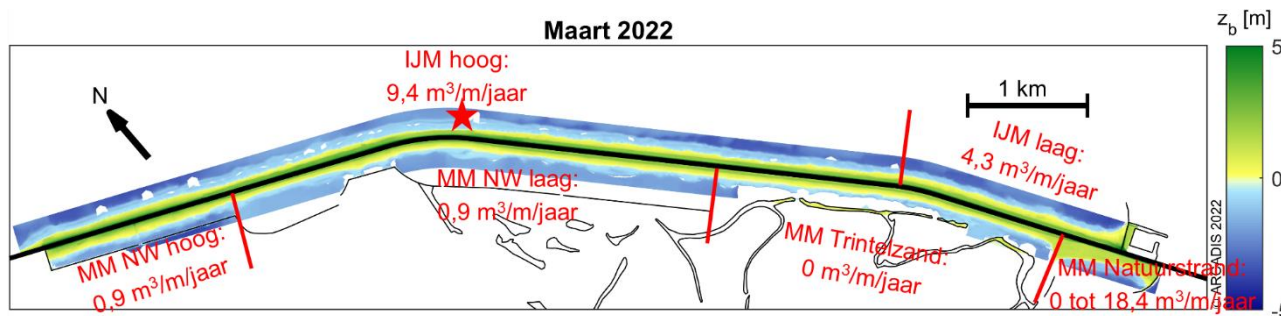 Maart 2022
z_b [m]
5
0
-5
N
IJM hoog:
9,4 m³/m/jaar
1 km
IJM laag:
4,3 m³/m/jaar
MM NW laag:
0,9 m³/m/jaar
MM NW hoog:
0,9 m³/m/jaar
MM Trintelzand:
0 m³/m/jaar
MM Natuurstrand:
0 tot 18,4 m³/m/jaar
ARCADIS 2022